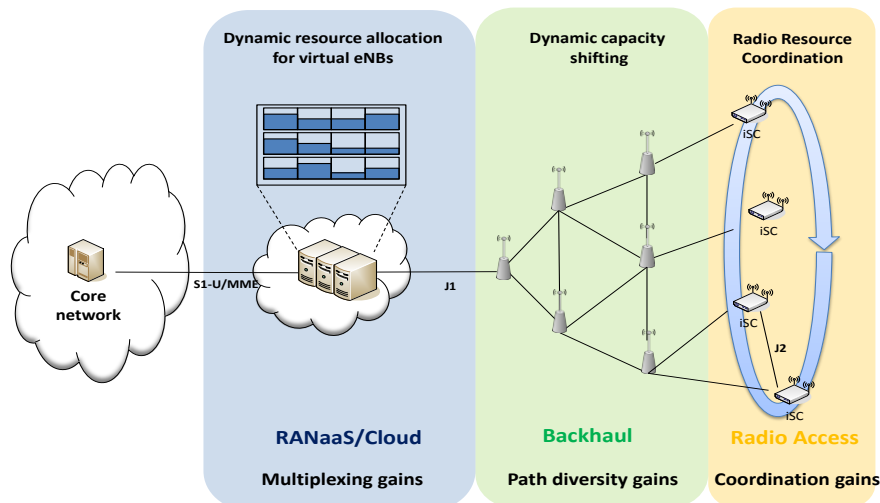 Dynamic resource allocation
for virtual eNBs
Dynamic capacity
shifting
Radio Resource
Coordination
iSC
iSC
Core
network
S1-U/MME
J1
iSC
J2
iSC
RANaaS/Cloud
Backhaul
Radio Access
Multiplexing gains
Path diversity gains
Coordination gains